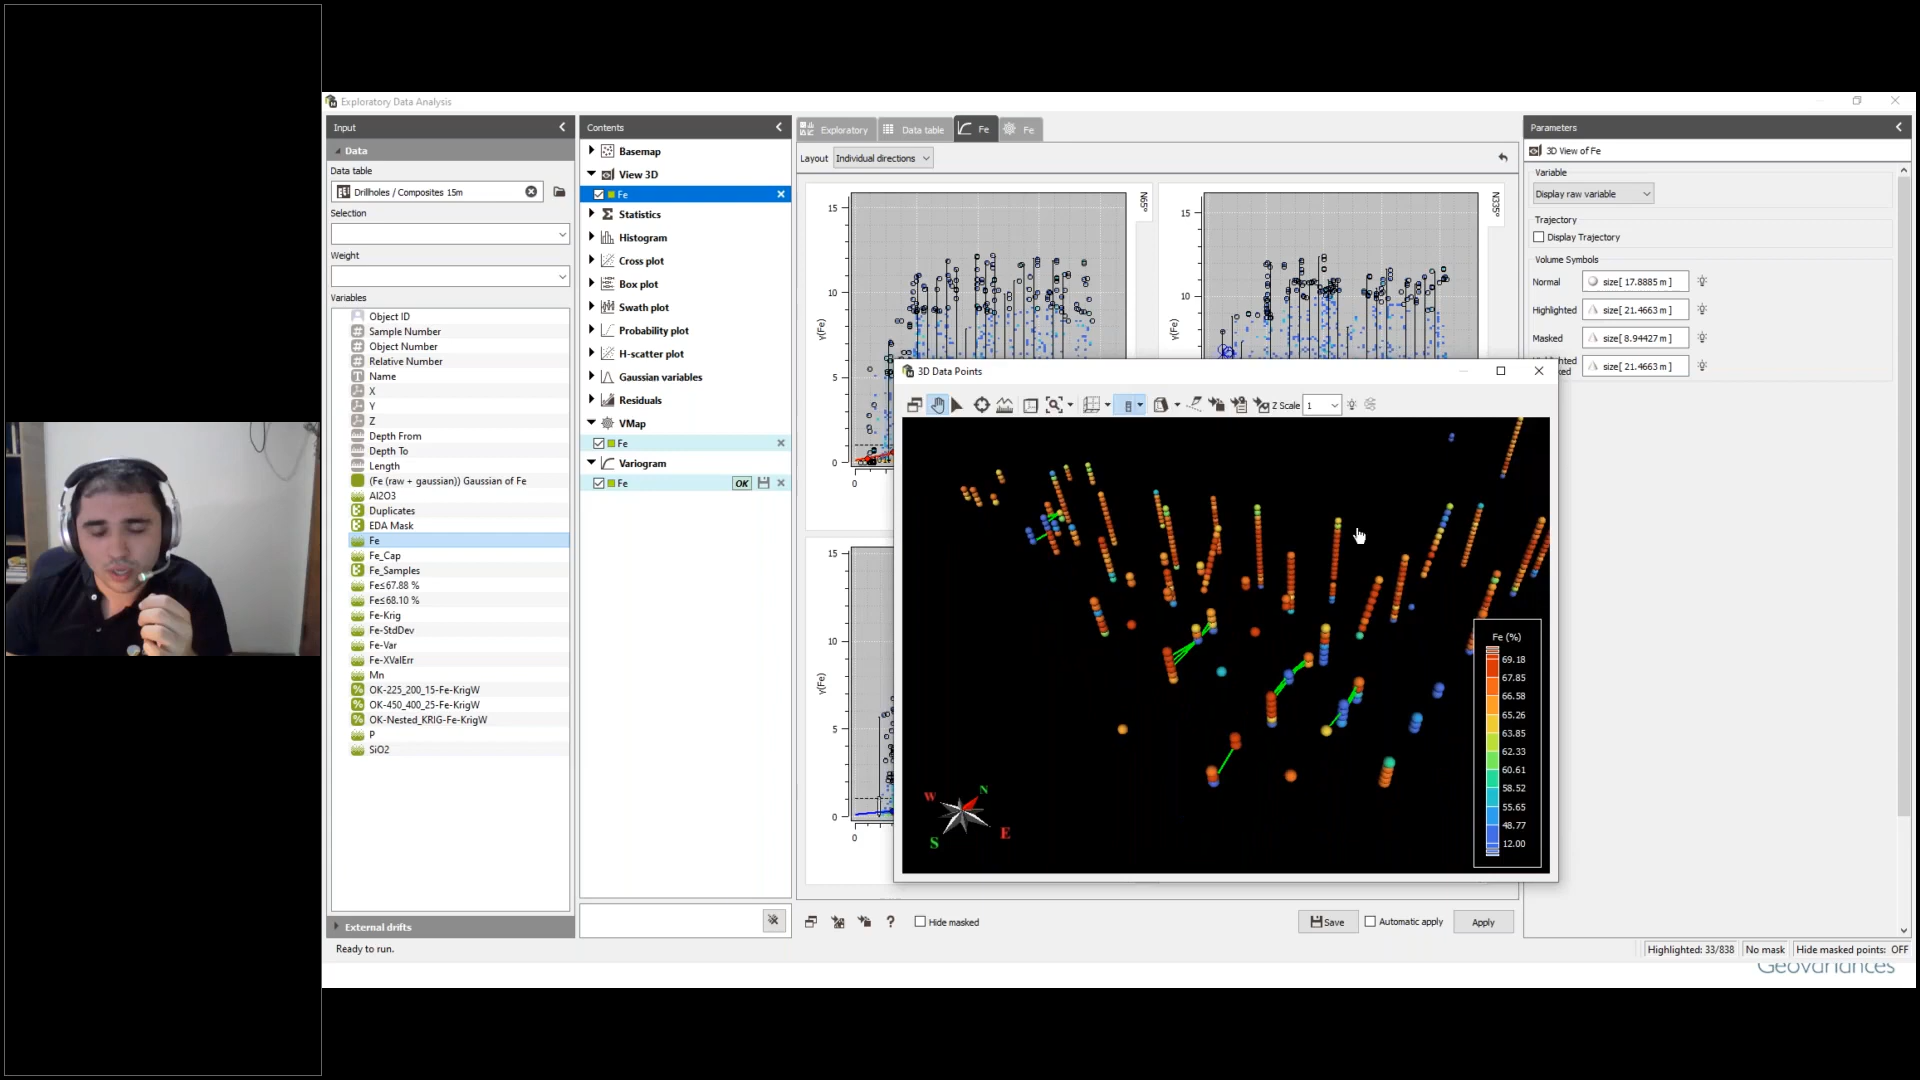 Exploratory Data Analysis
Input
Data
Data table
Drillholes / Composites 15m
Selection
Weight
Variables
Object ID
Sample Number
Object Number
Relative Number
Name
X
Y
Z
Depth From
Depth To
Length
(Fe (raw + gaussian)) Gaussian of Fe
Al2O3
Duplicates
EDA Mask
Fe
Fe_Cap
Fe_Samples
Fe≤67.88 %
Fe≤68.10 %
Fe-Krig
Fe-StdDev
Fe-Var
Fe-XValErr
Mn
OK-225_200_15-Fe-KrigW
OK-450_400_25-Fe-KrigW
OK-Nested_KRIG-Fe-KrigW
P
SiO2
External drifts
Ready to run.
Contents
Basemap
View 3D
Fe
Statistics
Histogram
Cross plot
Box plot
Swath plot
Probability plot
H-scatter plot
Gaussian variables
Residuals
VMap
Fe
Variogram
Fe OK
Exploratory Data table Fe Fe
Layout Individual directions
N65°
15
10
5
0
γ(Fe)
0
N335°
15
10
γ(Fe)
15
10
5
0
γ(Fe)
0
3D Data Points
Z Scale 1
Fe (%)
69.18
67.85
66.58
65.26
63.85
62.33
60.61
58.52
55.65
48.77
12.00
W N
S E
Hide masked
Save Automatic apply Apply
Parameters
3D View of Fe
Variable
Display raw variable
Trajectory
Display Trajectory
Volume Symbols
Normal size[ 17.8885 m ]
Highlighted size[ 21.4663 m ]
Masked size[ 8.94427 m ]
size[ 21.4663 m ]
Highlighted: 33/838 No mask Hide masked points: OFF
Geovariances